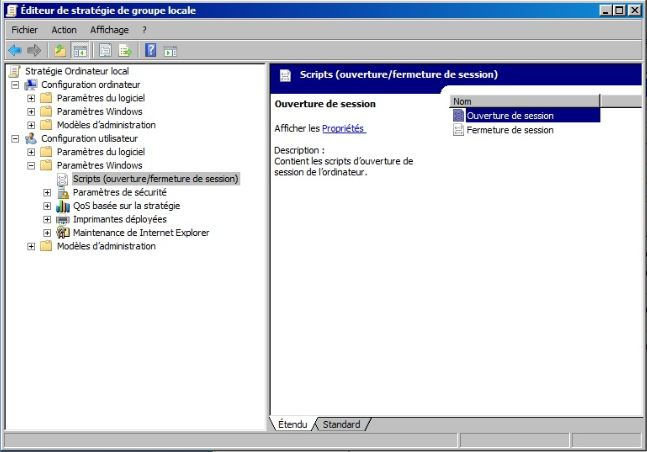 Éditeur de stratégie de groupe locale
Fichier Action Affichage ?
Stratégie Ordinateur local
Configuration ordinateur
Paramètres du logiciel
Paramètres Windows
Modèles d'administration
Configuration utilisateur
Paramètres du logiciel
Paramètres Windows
Scripts (ouverture/fermeture de session)
Paramètres de sécurité
QoS basée sur la stratégie
Imprimantes déployées
Maintenance de Internet Explorer
Modèles d'administration
Scripts (ouverture/fermeture de session)
Ouverture de session
Afficher les Propriétés
Description :
Contient les scripts d'ouverture de
session de l'ordinateur.
Nom
Ouverture de session
Fermeture de session
Étendu Standard